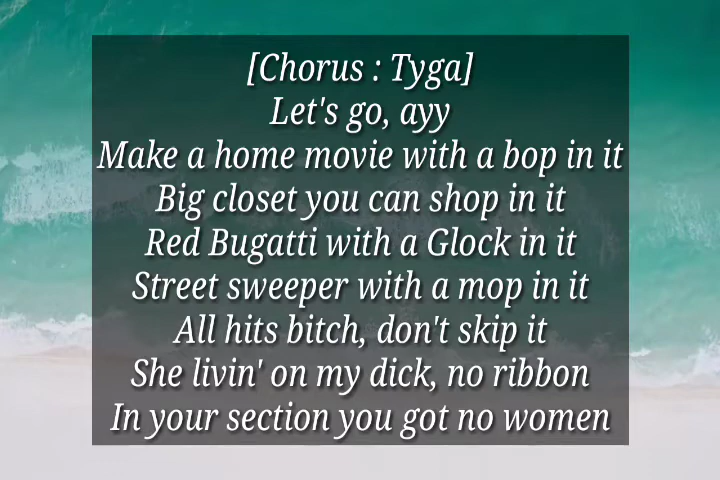 [Chorus : Tyga]
Let's go, ayy
Make a home movie with a bop in it
Big closet you can shop in it
Red Bugatti with a Glock in it
Street sweeper with a mop in it
All hits bitch, don't skip it
She livin' on my dick, no ribbon
In your section you got no women